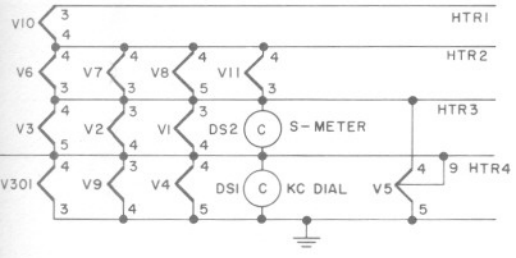 3 HTR1
V10
4 HTR2
4 3 4 4
V6 V7 V8 V11
3 4 5 3
HTR3
4 3 3
V3 V2 V1 DS2 C S-METER
5 4 4
4 3 4 4 9 HTR4
V301 V9 V4 DS1 C KC DIAL V5
3 4 5 5